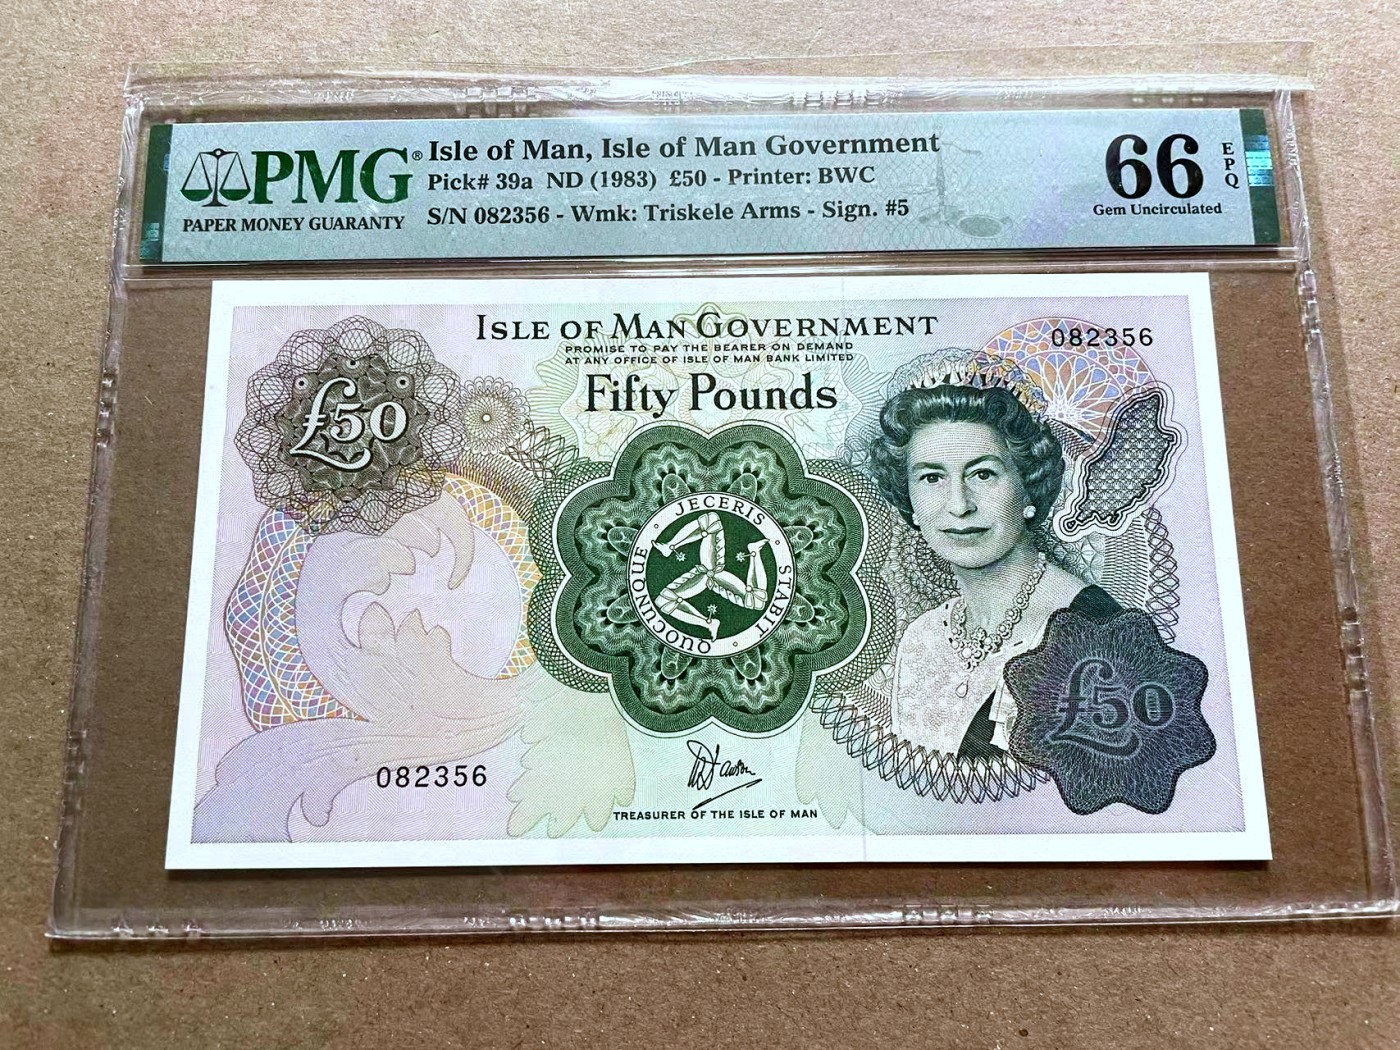 PMG®
PAPER MONEY GUARANTY
Isle of Man, Isle of Man Government
Pick# 39a ND (1983) £50 - Printer: BWC
S/N 082356 - Wmk: Triskele Arms - Sign. #5
66
EPQ
Gem Uncirculated
ISLE OF MAN GOVERNMENT
PROMISE TO PAY THE BEARER ON DEMAND
AT ANY OFFICE OF ISLE OF MAN BANK LIMITED
Fifty Pounds
082356
£50
QUOCUNQUE · JECERIS · STABIT ·
£50
082356
TREASURER OF THE ISLE OF MAN